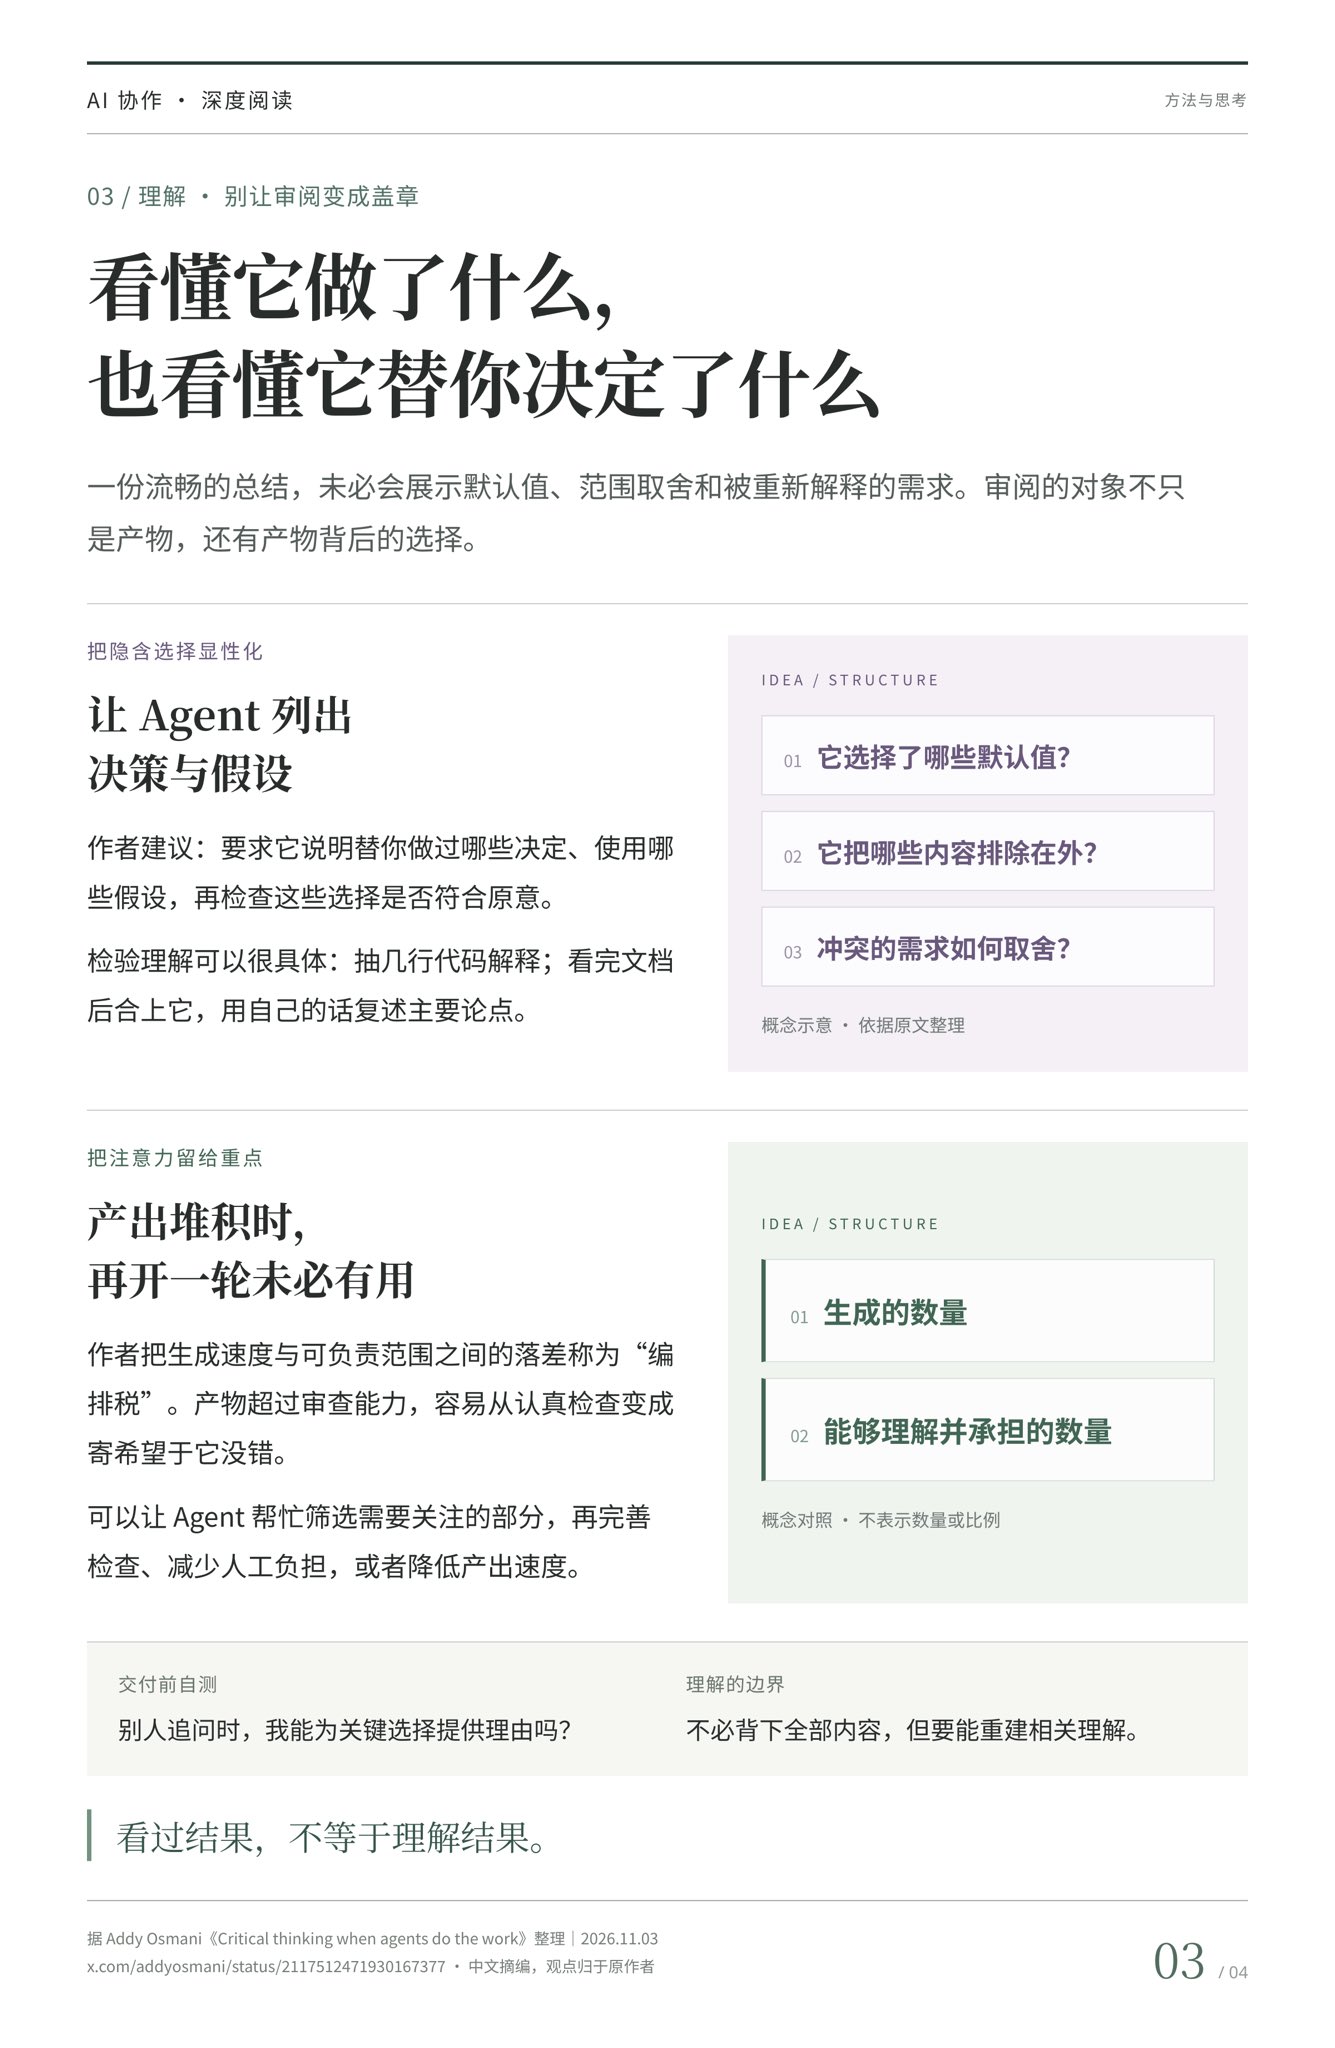 AI 协作 · 深度阅读
方法与思考
03 / 理解 · 别让审阅变成盖章
看懂它做了什么，
也看懂它替你决定了什么
一份流畅的总结，未必会展示默认值、范围取舍和被重新解释的需求。审阅的对象不只
是产物，还有产物背后的选择。
把隐含选择显性化
让 Agent 列出
决策与假设
作者建议：要求它说明替你做过哪些决定、使用哪
些假设，再检查这些选择是否符合原意。
检验理解可以很具体：抽几行代码解释；看完文档
后合上它，用自己的话复述主要论点。
IDEA / STRUCTURE
01 它选择了哪些默认值？
02 它把哪些内容排除在外？
03 冲突的需求如何取舍？
概念示意 · 依据原文整理
把注意力留给重点
产出堆积时，
再开一轮未必有用
作者把生成速度与可负责范围之间的落差称为“编
排税”。产物超过审查能力，容易从认真检查变成
寄希望于它没错。
可以让 Agent 帮忙筛选需要关注的部分，再完善
检查、减少人工负担，或者降低产出速度。
IDEA / STRUCTURE
01 生成的数量
02 能够理解并承担的数量
概念对照 · 不表示数量或比例
交付前自测
别人追问时，我能为关键选择提供理由吗？
理解的边界
不必背下全部内容，但要能重建相关理解。
看过结果，不等于理解结果。
据 Addy Osmani《Critical thinking when agents do the work》整理｜2026.11.03
x.com/addyosmani/status/2117512471930167377 · 中文摘编，观点归于原作者
03 / 04